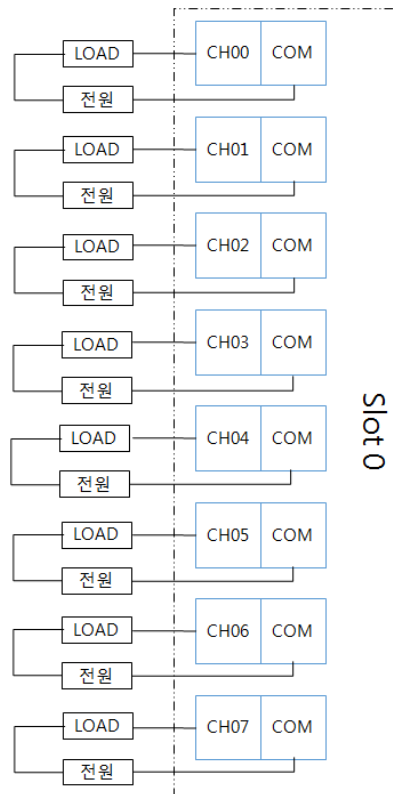 LOAD CH00 COM
전원
LOAD CH01 COM
전원
LOAD CH02 COM
전원
LOAD CH03 COM
전원
LOAD CH04 COM
전원
LOAD CH05 COM
전원
LOAD CH06 COM
전원
LOAD CH07 COM
전원
Slot 0